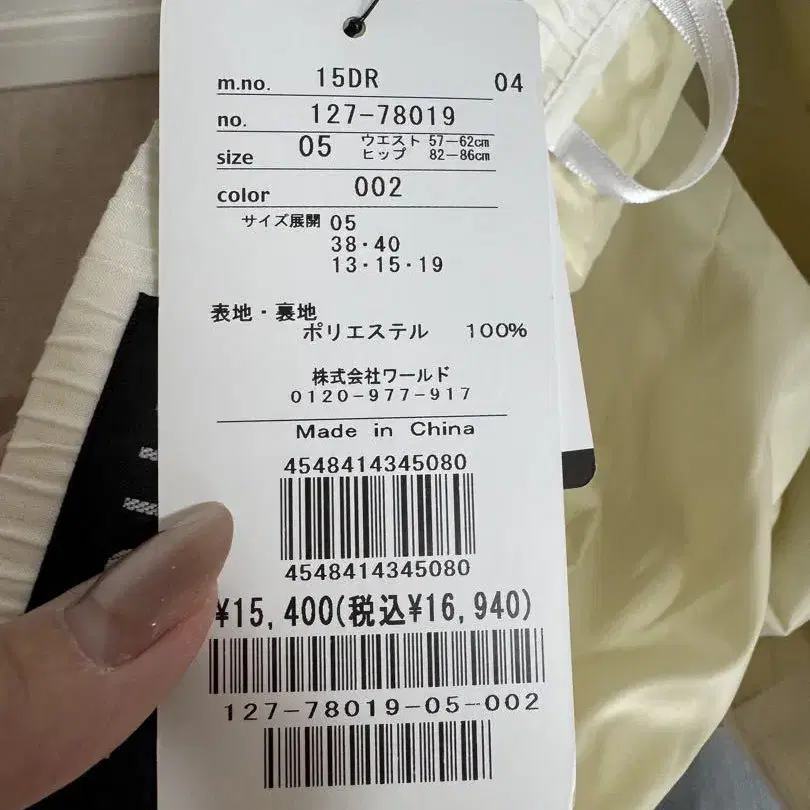 m.no. 15DR 04
no. 127-78019
size 05 ウエスト 57-62cm
ヒップ 82-86cm
color 002
サイズ展開 05
38・40
13・15・19
表地・裏地
ポリエステル 100%
株式会社ワールド
0120-977-917
Made in China
4548414345080
4548414345080
¥15,400(税込¥16,940)
127-78019-05-002